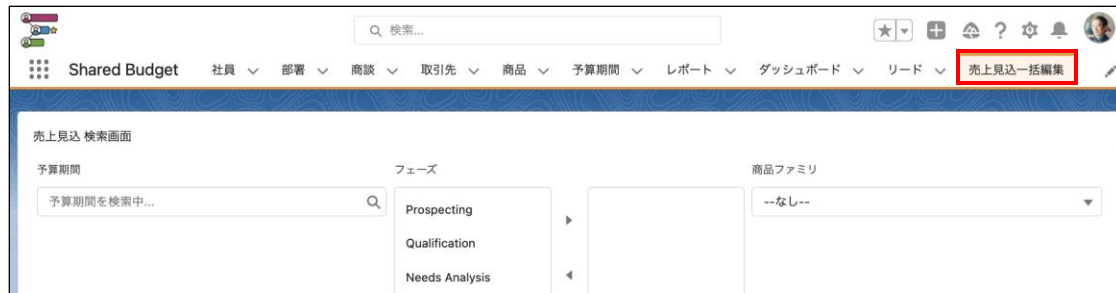 検索...
Shared Budget 社員 部署 商談 取引先 商品 予算期間 レポート ダッシュボード リード 売上見込一括編集
売上見込 検索画面
予算期間 フェーズ 商品ファミリ
予算期間を検索中... Prospecting --なし--
Qualification
Needs Analysis